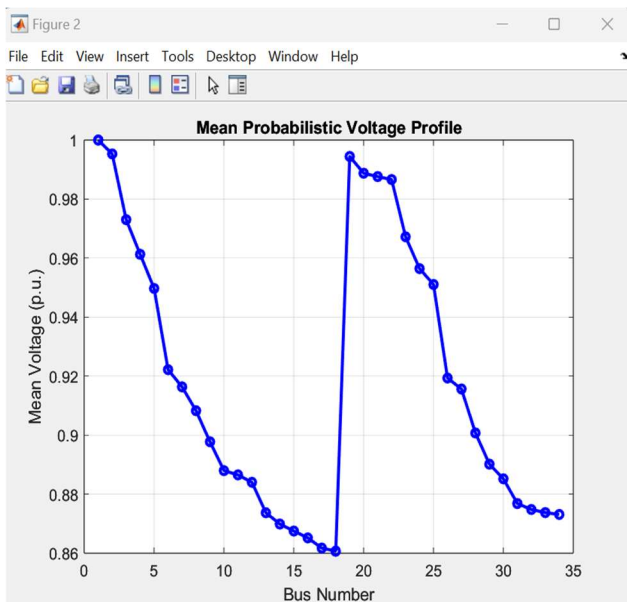 Figure 2
File Edit View Insert Tools Desktop Window Help
Mean Probabilistic Voltage Profile
1
0.98
0.96
0.94
0.92
0.9
0.88
0.86
Mean Voltage (p.u.)
0 5 10 15 20 25 30 35
Bus Number